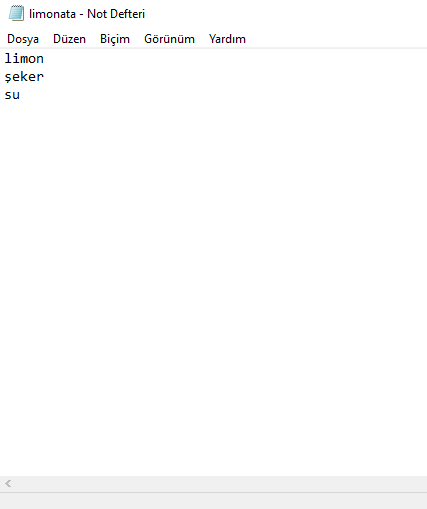 limonata - Not Defteri
Dosya Düzen Biçim Görünüm Yardım
limon
şeker
su